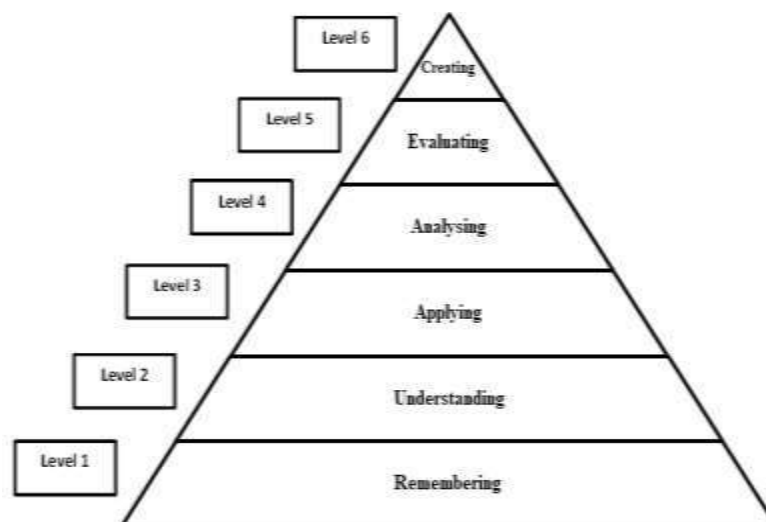 Level 6
Creating
Level 5
Evaluating
Level 4
Analysing
Level 3
Applying
Level 2
Understanding
Level 1
Remembering